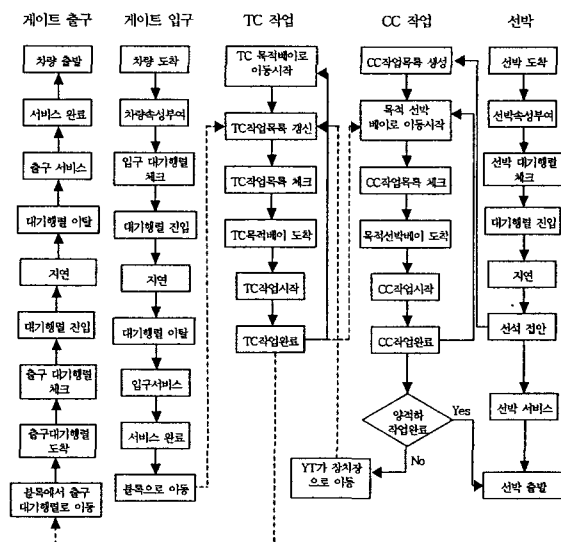 게이트 출구
게이트 입구
TC 작업
CC 작업
선박
차량 출발
서비스 완료
출구 서비스
대기행렬 이탈
지연
대기행렬 진입
출구 대기행렬
체크
출구대기행렬
도착
블록에서 출구
대기행렬로 이동
차량 도착
차량속성부여
입구 대기행렬
체크
대기행렬 진입
지연
대기행렬 이탈
입구서비스
서비스 완료
블록으로 이동
TC 목적베이로
이동시작
TC작업목록 갱신
TC작업목록 체크
TC목적베이 도착
TC작업시작
TC작업완료
CC작업목록 생성
목적 선박
베이로 이동시작
CC작업목록 체크
목적선박베이 도착
CC작업시작
CC작업완료
양적하
작업완료
Yes
No
YT가 장치장
으로 이동
선박 도착
선박속성부여
선박 대기행렬
체크
대기행렬 진입
지연
선석 접안
선박 서비스
선박 출발